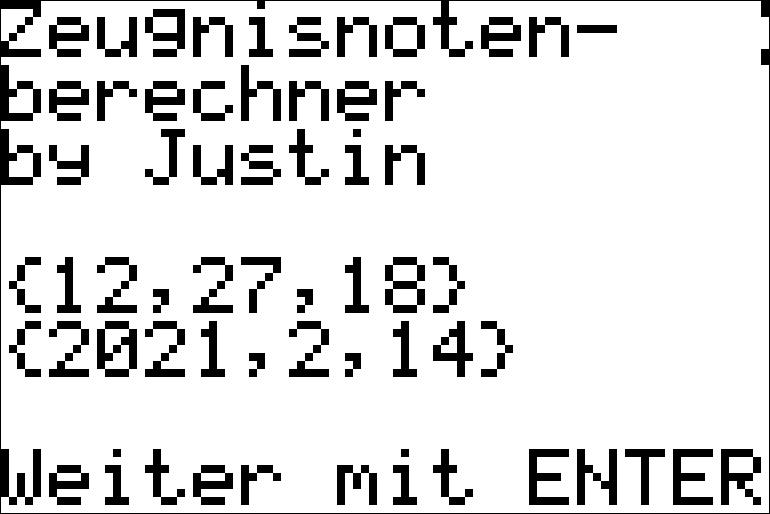 Zeugnisnoten-
berechner
by Justin
{12,27,18}
{2021,2,14}
Weiter mit ENTER